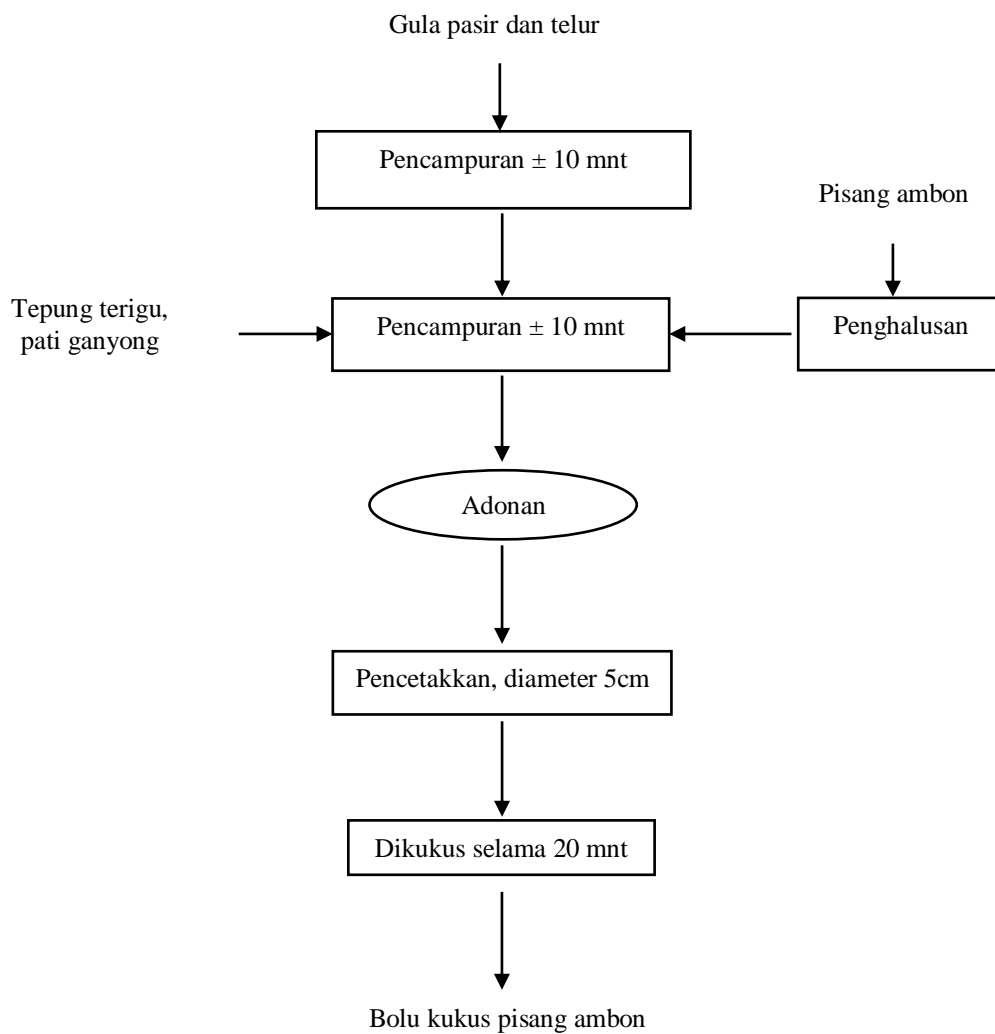 Gula pasir dan telur
Pencampuran ± 10 mnt
Pisang ambon
Tepung terigu,
pati ganyong
Pencampuran ± 10 mnt
Penghalusan
Adonan
Pencetakkan, diameter 5cm
Dikukus selama 20 mnt
Bolu kukus pisang ambon